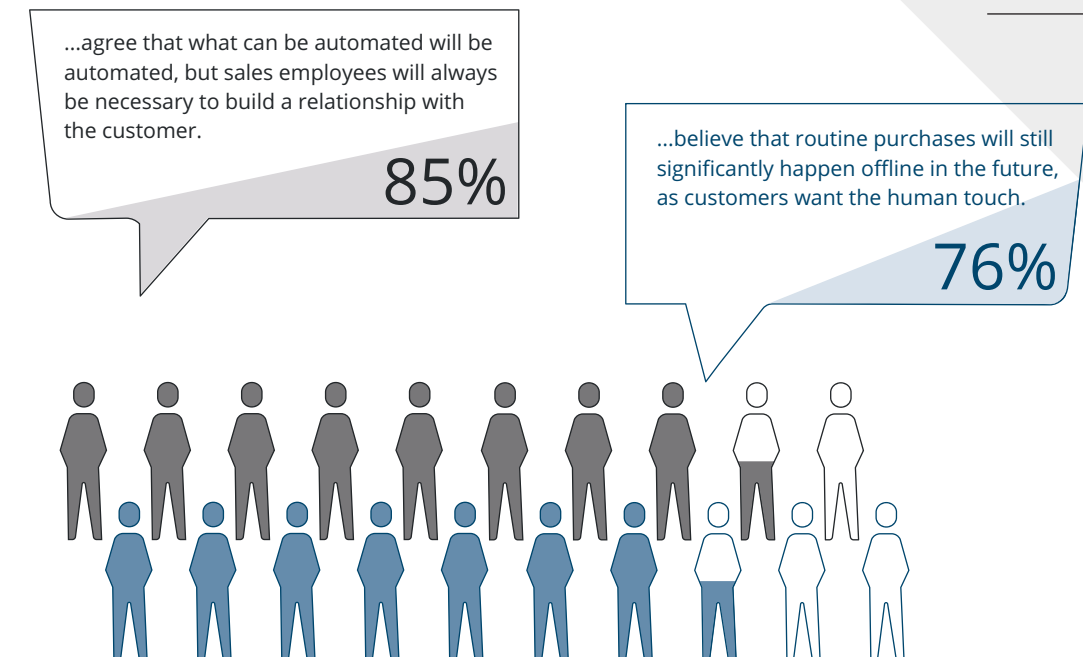 ...agree that what can be automated will be
automated, but sales employees will always
be necessary to build a relationship with
the customer.
85%
...believe that routine purchases will still
significantly happen offline in the future,
as customers want the human touch.
76%